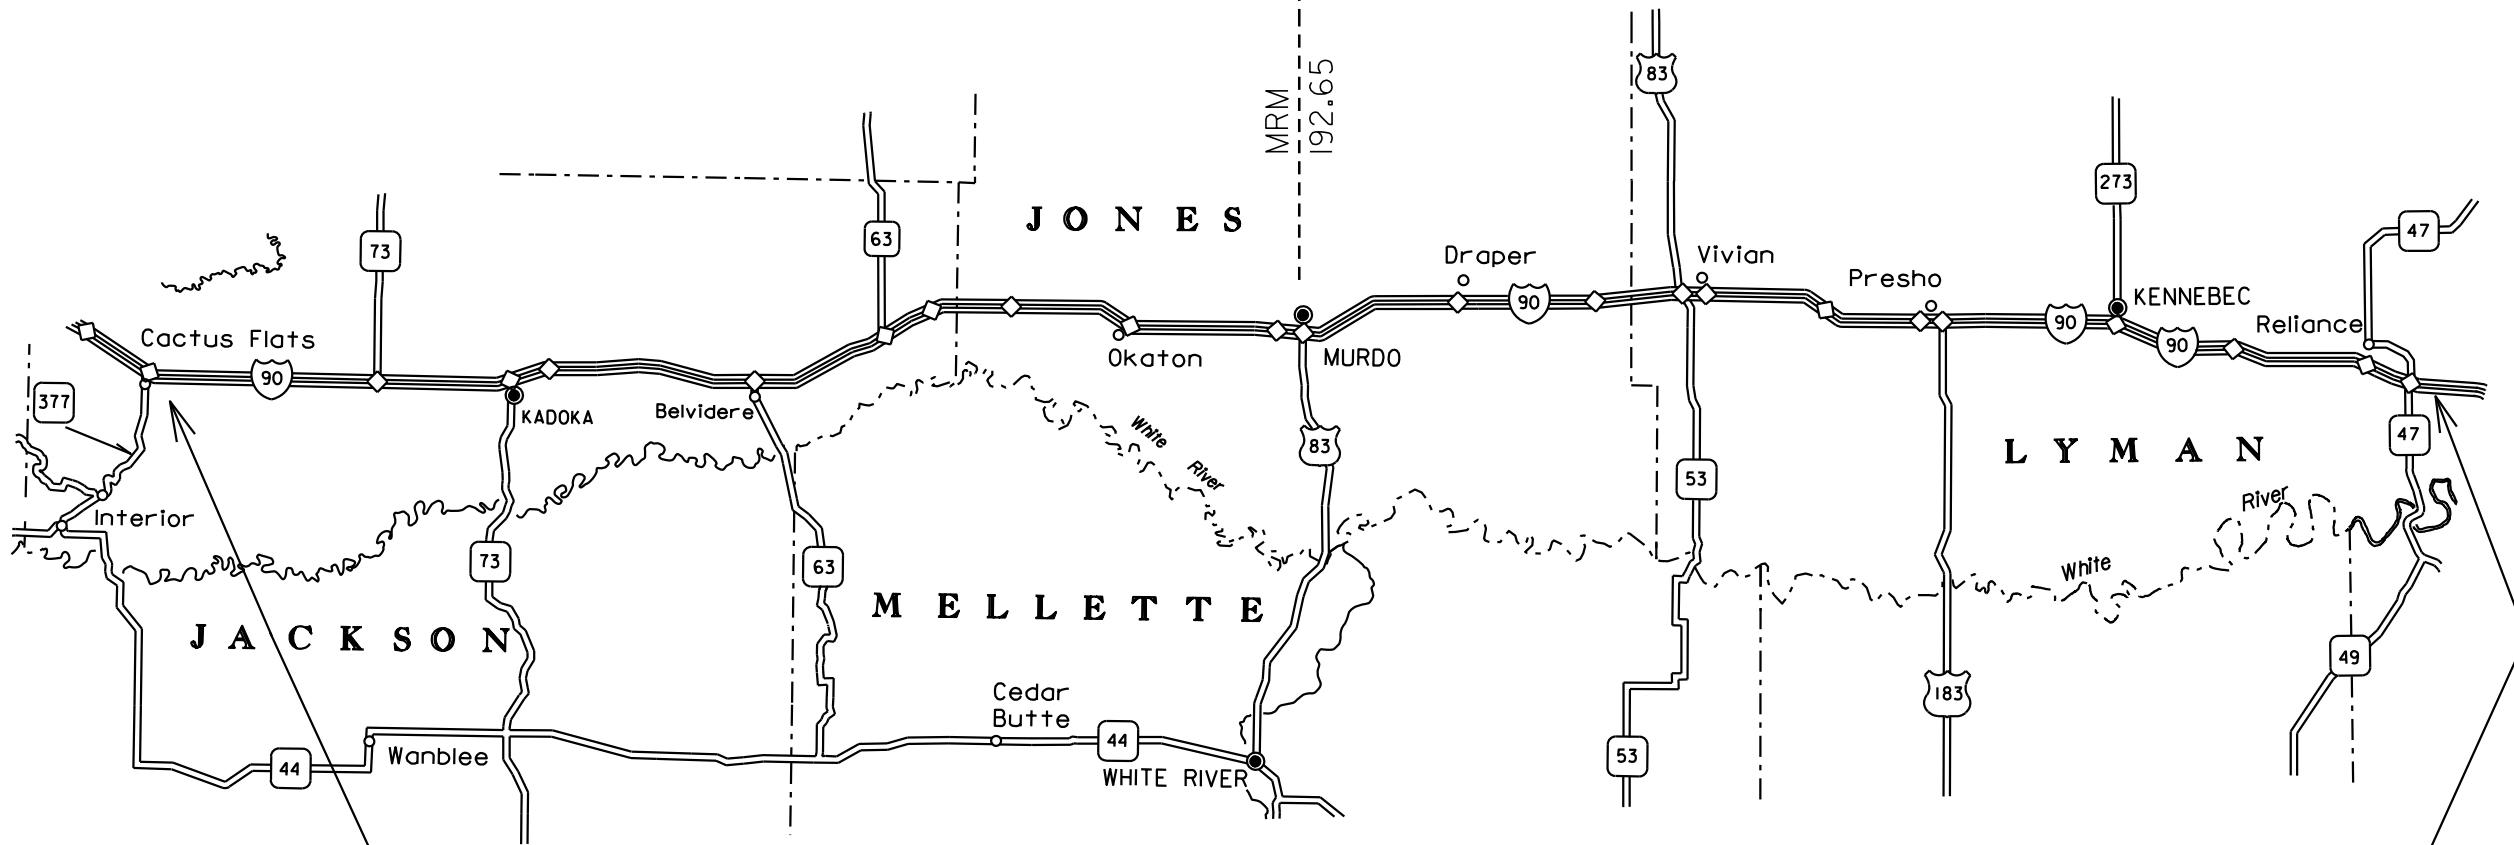 83
MRM
192.65
273
JONES
73
63
47
Draper
Vivian
Presho
90
KENNEBEC
Cactus Flats
90
90
90
Reliance
Okaton
MURDO
377
KADOKA
Belvidere
White River
83
47
LYMAN
53
River
Interior
73
63
White
MELLETTE
JACKSON
49
Cedar
Butte
183
44
Wanblee
44
WHITE RIVER
53